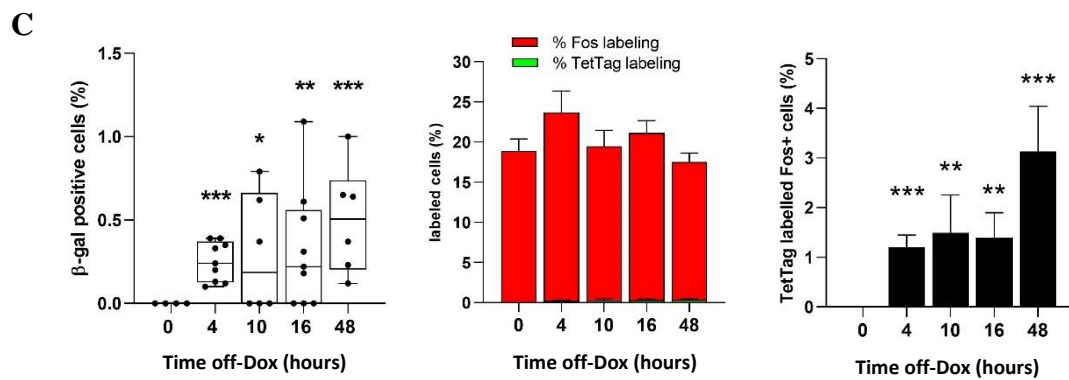 C
β-gal positive cells (%)
1.5
1.0
0.5
0.0
***
*
**
***
0 4 10 16 48
Time off-Dox (hours)
% Fos labeling
% TetTag labeling
labeled cells (%)
30
25
20
15
10
5
0
0 4 10 16 48
Time off-Dox (hours)
TetTag labelled Fos+ cells (%)
5
4
3
2
1
0
***
**
**
***
0 4 10 16 48
Time off-Dox (hours)